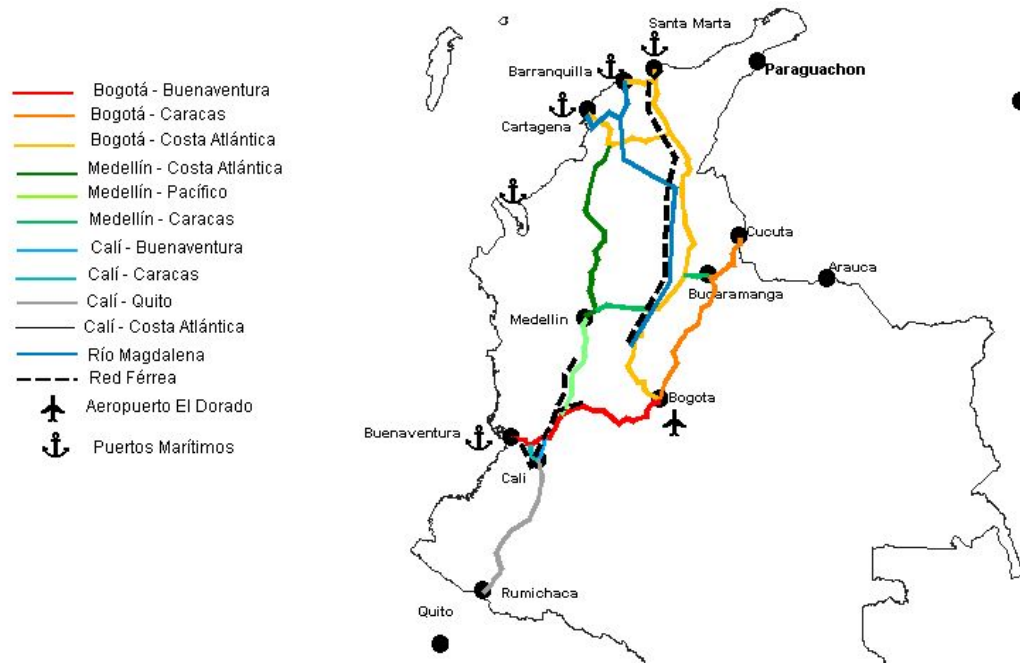 Bogotá - Buenaventura
Bogotá - Caracas
Bogotá - Costa Atlántica
Medellín - Costa Atlántica
Medellín - Pacífico
Medellín - Caracas
Calí - Buenaventura
Calí - Caracas
Calí - Quito
Calí - Costa Atlántica
Río Magdalena
Red Férrea
Aeropuerto El Dorado
Puertos Marítimos
Santa Marta
Barranquilla
Paraguachon
Cartagena
Cucuta
Arauca
Bucaramanga
Medellin
Bogota
Buenaventura
Cali
Rumichaca
Quito